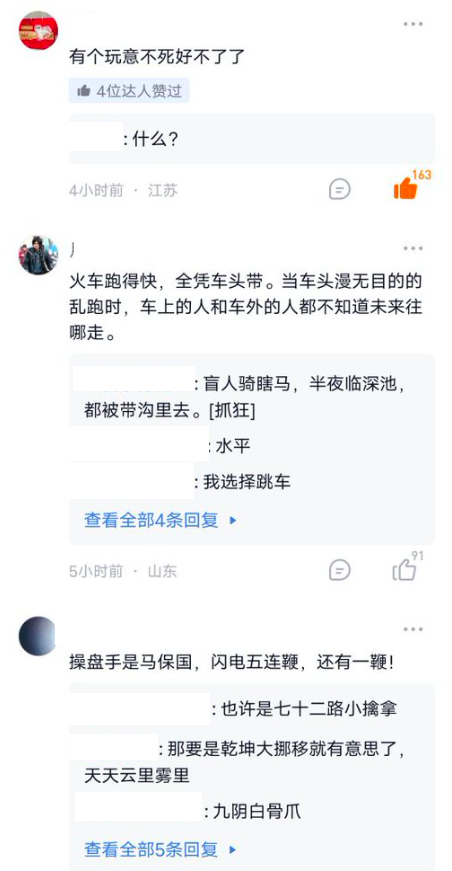 有个玩意不死好不了了
4位达人赞过
：什么？
4小时前 · 江苏
163
火车跑得快，全凭车头带。当车头漫无目的的
乱跑时，车上的人和车外的人都不知道未来往
哪走。
：盲人骑瞎马，半夜临深池，
都被带沟里去。[抓狂]
：水平
：我选择跳车
查看全部4条回复
5小时前 · 山东
91
操盘手是马保国，闪电五连鞭，还有一鞭！
：也许是七十二路小擒拿
：那要是乾坤大挪移就有意思了，
天天云里雾里
：九阴白骨爪
查看全部5条回复